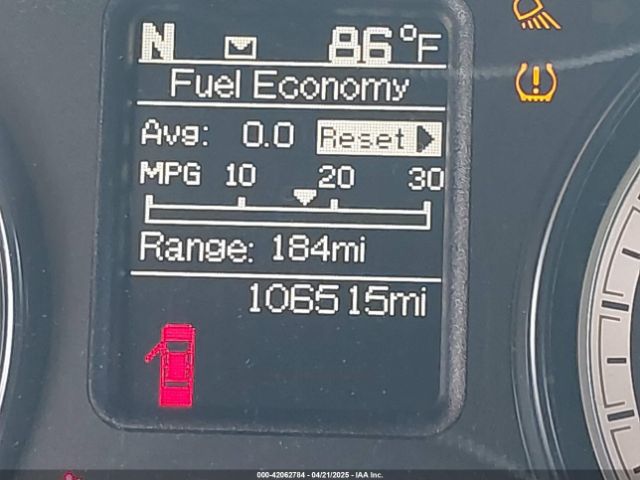 N 86°F
Fuel Economy
Avg: 0.0 Reset
MPG 10 20 30
Range: 184mi
106515mi
000-42062784 - 04/21/2025 - IAA Inc.